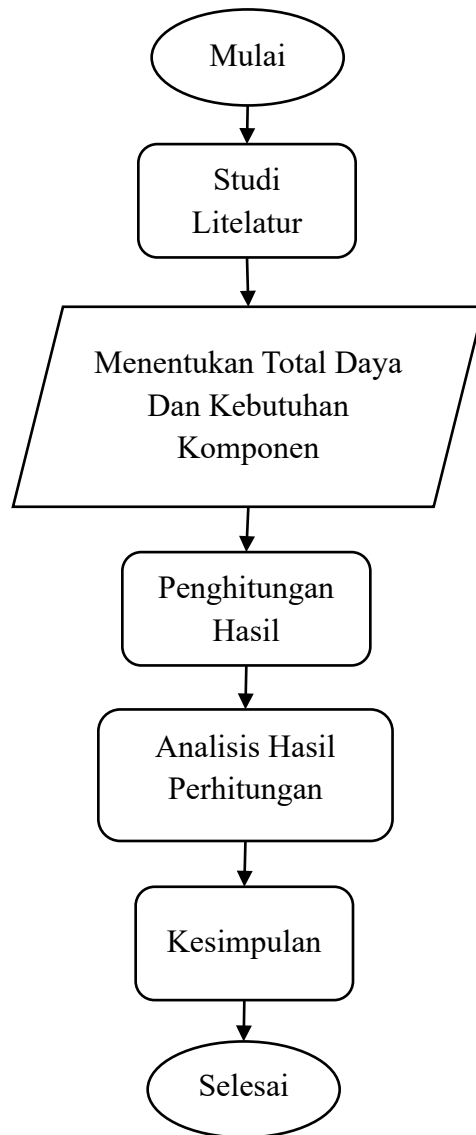 Mulai
Studi
Litelatur
Menentukan Total Daya
Dan Kebutuhan
Komponen
Penghitungan
Hasil
Analisis Hasil
Perhitungan
Kesimpulan
Selesai